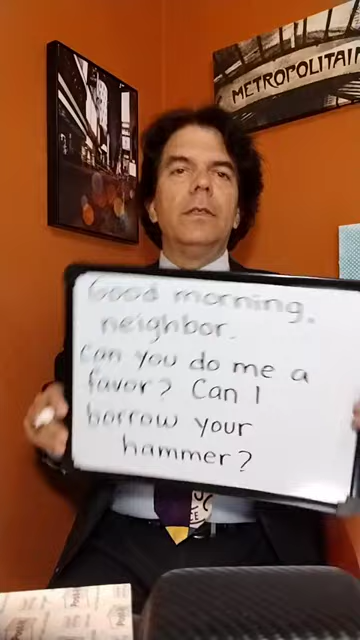 METROPOLITAIN
Good morning,
neighbor.
Can you do me a
favor? Can I
borrow your
hammer?